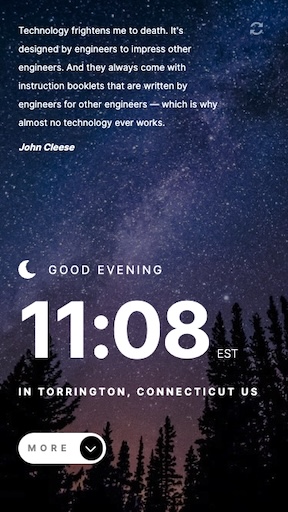 Technology frightens me to death. It's
designed by engineers to impress other
engineers. And they always come with
instruction booklets that are written by
engineers for other engineers — which is why
almost no technology ever works.
John Cleese
GOOD EVENING
11:08 EST
IN TORRINGTON, CONNECTICUT US
MORE